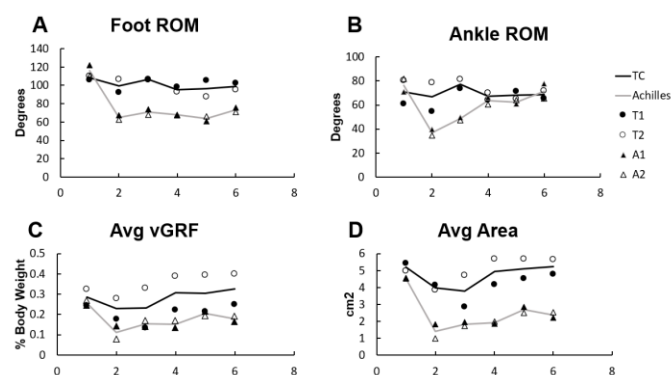 A Foot ROM
Degrees
140
120
100
80
60
40
20
0
0 2 4 6 8
B Ankle ROM
Degrees
100
80
60
40
20
0
0 2 4 6 8
TC
Achilles
T1
T2
A1
A2
C Avg vGRF
% Body Weight
0.5
0.4
0.3
0.2
0.1
0
0 2 4 6 8
D Avg Area
cm2
6
5
4
3
2
1
0
0 2 4 6 8